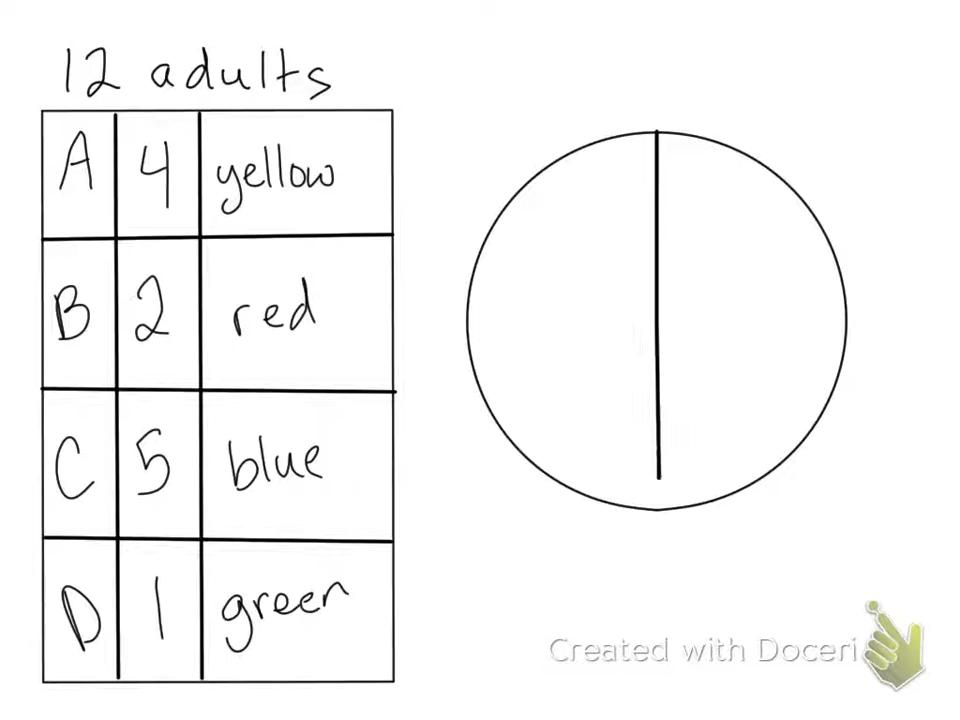 12 adults
A 4 yellow
B 2 red
C 5 blue
D 1 green
Created with Doceri